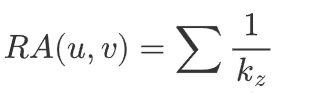 RA(u, v) = ∑ 1/k_z